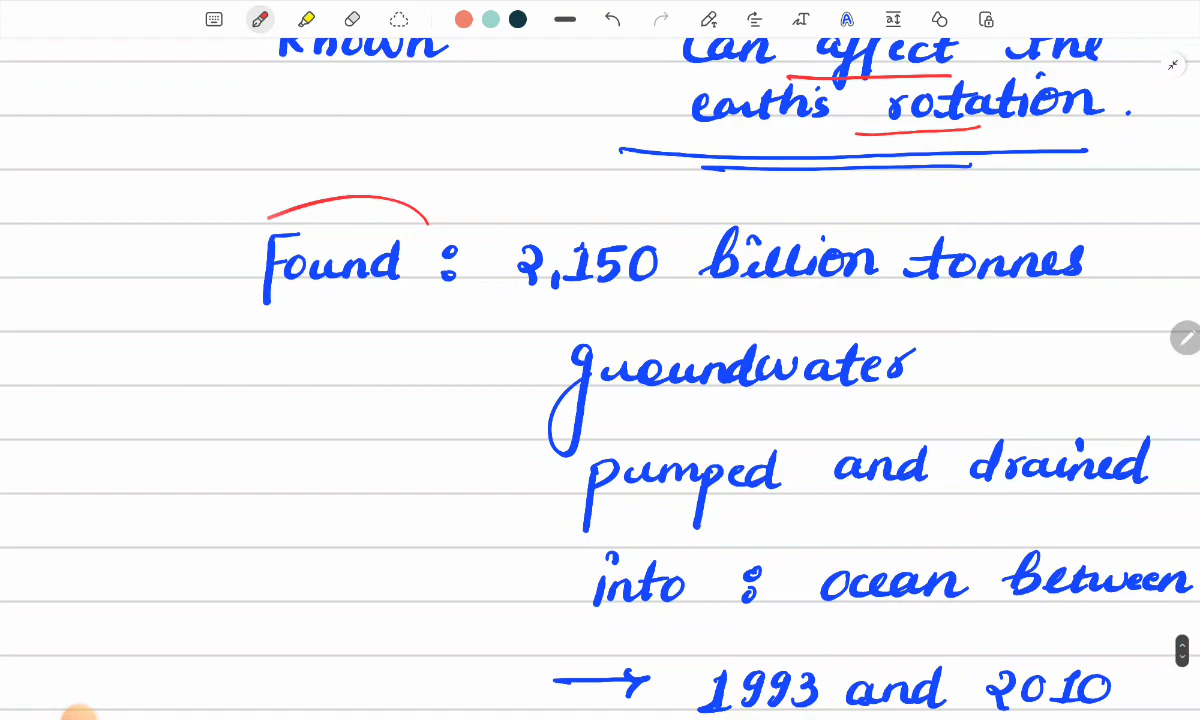 Known can affect the
earth's rotation.
Found : 2,150 billion tonnes
groundwater
pumped and drained
into : ocean between
→ 1993 and 2010